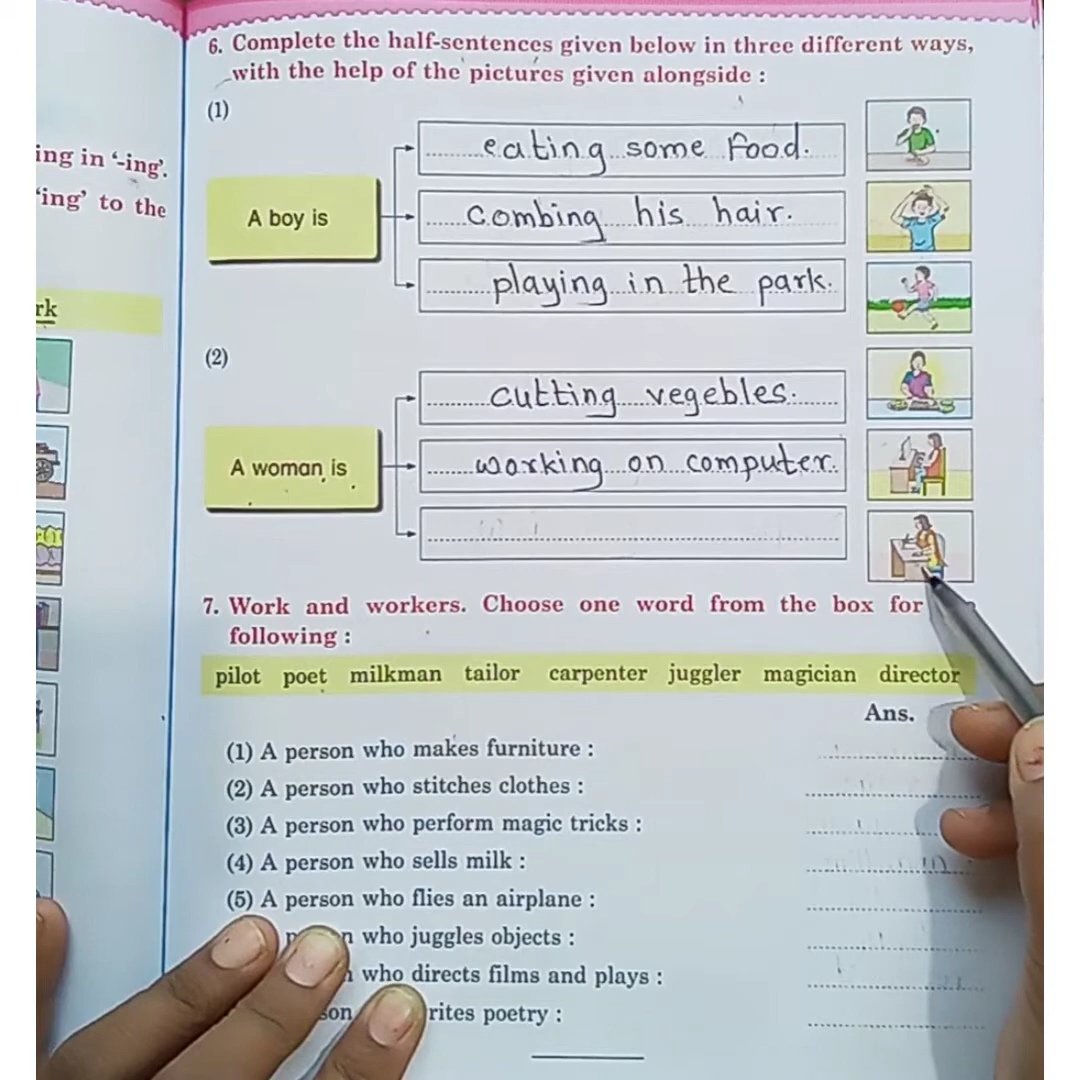 6. Complete the half-sentences given below in three different ways,
with the help of the pictures given alongside :
(1)
ing in ‘-ing’.
‘ing’ to the
A boy is
eating some food.
combing his hair.
playing in the park.
rk
(2)
A woman is
cutting vegebles.
working on computer.
7. Work and workers. Choose one word from the box for
following :
pilot poet milkman tailor carpenter juggler magician director
Ans.
(1) A person who makes furniture :
(2) A person who stitches clothes :
(3) A person who perform magic tricks :
(4) A person who sells milk :
(5) A person who flies an airplane :
who juggles objects :
who directs films and plays :
son rites poetry :